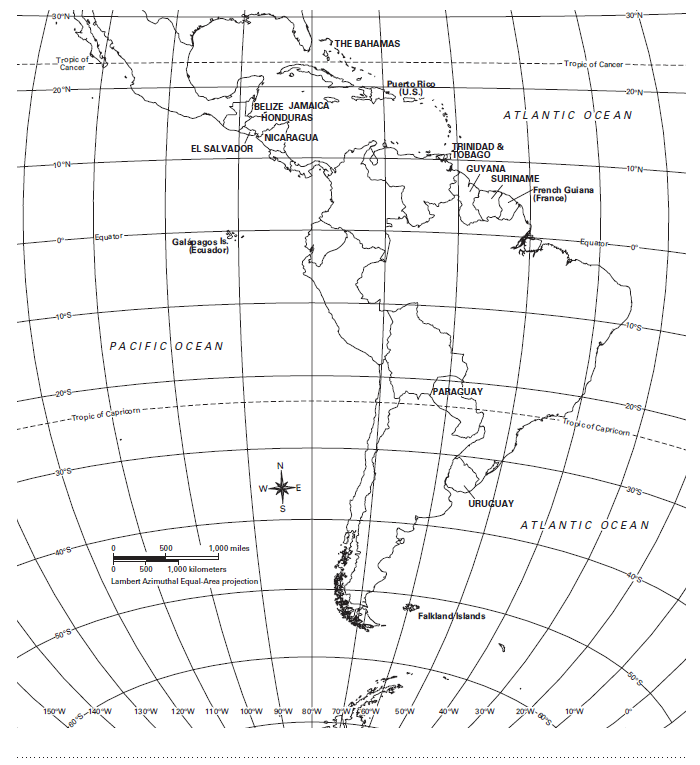 30°N
30°N
THE BAHAMAS
Tropic of
Cancer
Tropic of Cancer
20°N
Puerto Rico
(U.S.)
20°N
BELIZE JAMAICA
HONDURAS
ATLANTIC OCEAN
NICARAGUA
EL SALVADOR
TRINIDAD &
TOBAGO
10°N
GUYANA
10°N
SURINAME
French Guiana
(France)
0°
Equator
Galápagos Is.
(Ecuador)
Equator
0°
10°S
10°S
PACIFIC OCEAN
20°S
PARAGUAY
20°S
Tropic of Capricorn
Tropic of Capricorn
30°S
N
W
E
S
30°S
URUGUAY
ATLANTIC OCEAN
0 500 1,000 miles
40°S
0 500 1,000 kilometers
Lambert Azimuthal Equal-Area projection
40°S
Falkland Islands
50°S
50°S
150°W 140°W 130°W 120°W 110°W 100°W 90°W 80°W 70°W 60°W 50°W 40°W 30°W 20°W 10°W 0°
60°S
60°S